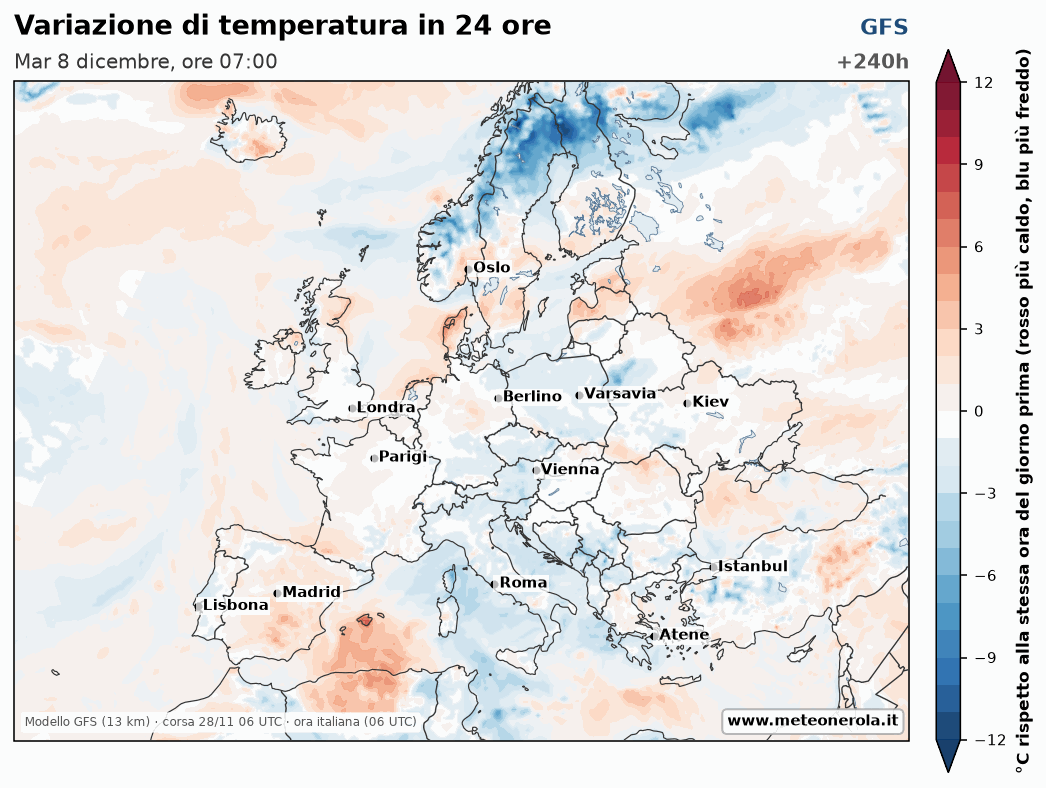 Variazione di temperatura in 24 ore
GFS
Mar 8 dicembre, ore 07:00
+240h
Oslo
Londra
Berlino
Varsavia
Kiev
Parigi
Vienna
Istanbul
Roma
Madrid
Lisbona
Atene
Modello GFS (13 km) · corsa 28/11 06 UTC · ora italiana (06 UTC)
www.meteonerola.it
12
9
6
3
0
−3
−6
−9
−12
°C rispetto alla stessa ora del giorno prima (rosso più caldo, blu più freddo)